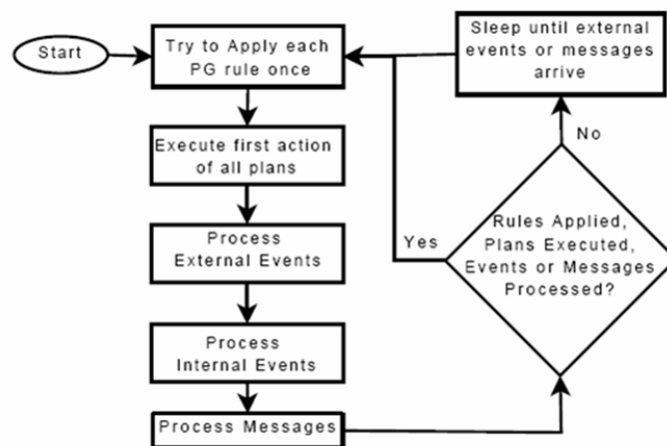 Start
Try to Apply each
PG rule once
Execute first action
of all plans
Process
External Events
Process
Internal Events
Process Messages
Rules Applied,
Plans Executed,
Events or Messages
Processed?
Yes
No
Sleep until external
events or messages
arrive